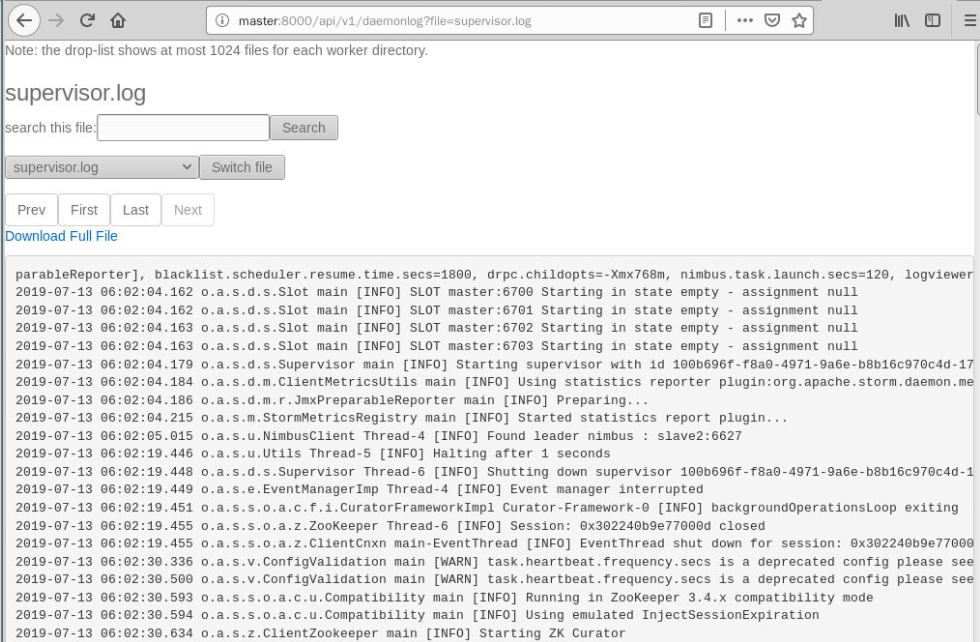 master:8000/api/v1/daemonlog?file=supervisor.log
Note: the drop-list shows at most 1024 files for each worker directory.
supervisor.log
search this file: Search
supervisor.log Switch file
Prev First Last Next
Download Full File
parableReporter], blacklist.scheduler.resume.time.secs=1800, drpc.childopts=-Xmx768m, nimbus.task.launch.secs=120, logviewer
2019-07-13 06:02:04.162 o.a.s.d.s.Slot main [INFO] SLOT master:6700 Starting in state empty - assignment null
2019-07-13 06:02:04.162 o.a.s.d.s.Slot main [INFO] SLOT master:6701 Starting in state empty - assignment null
2019-07-13 06:02:04.163 o.a.s.d.s.Slot main [INFO] SLOT master:6702 Starting in state empty - assignment null
2019-07-13 06:02:04.163 o.a.s.d.s.Slot main [INFO] SLOT master:6703 Starting in state empty - assignment null
2019-07-13 06:02:04.179 o.a.s.d.s.Supervisor main [INFO] Starting supervisor with id 100b696f-f8a0-4971-9a6e-b8b16c970c4d-17
2019-07-13 06:02:04.184 o.a.s.d.m.ClientMetricsUtils main [INFO] Using statistics reporter plugin:org.apache.storm.daemon.me
2019-07-13 06:02:04.186 o.a.s.d.m.r.JmxPreparableReporter main [INFO] Preparing...
2019-07-13 06:02:04.215 o.a.s.m.StormMetricsRegistry main [INFO] Started statistics report plugin...
2019-07-13 06:02:05.015 o.a.s.u.NimbusClient Thread-4 [INFO] Found leader nimbus : slave2:6627
2019-07-13 06:02:19.446 o.a.s.u.Utils Thread-5 [INFO] Halting after 1 seconds
2019-07-13 06:02:19.448 o.a.s.d.s.Supervisor Thread-6 [INFO] Shutting down supervisor 100b696f-f8a0-4971-9a6e-b8b16c970c4d-1
2019-07-13 06:02:19.449 o.a.s.e.EventManagerImp Thread-4 [INFO] Event manager interrupted
2019-07-13 06:02:19.451 o.a.s.s.o.a.c.f.i.CuratorFrameworkImpl Curator-Framework-0 [INFO] backgroundOperationsLoop exiting
2019-07-13 06:02:19.455 o.a.s.s.o.a.z.ZooKeeper Thread-6 [INFO] Session: 0x302240b9e77000d closed
2019-07-13 06:02:19.455 o.a.s.s.o.a.z.ClientCnxn main-EventThread [INFO] EventThread shut down for session: 0x302240b9e77000
2019-07-13 06:02:30.336 o.a.s.v.ConfigValidation main [WARN] task.heartbeat.frequency.secs is a deprecated config please see
2019-07-13 06:02:30.500 o.a.s.v.ConfigValidation main [WARN] task.heartbeat.frequency.secs is a deprecated config please see
2019-07-13 06:02:30.593 o.a.s.s.o.a.c.u.Compatibility main [INFO] Running in ZooKeeper 3.4.x compatibility mode
2019-07-13 06:02:30.594 o.a.s.s.o.a.c.u.Compatibility main [INFO] Using emulated InjectSessionExpiration
2019-07-13 06:02:30.634 o.a.s.z.ClientZookeeper main [INFO] Starting ZK Curator